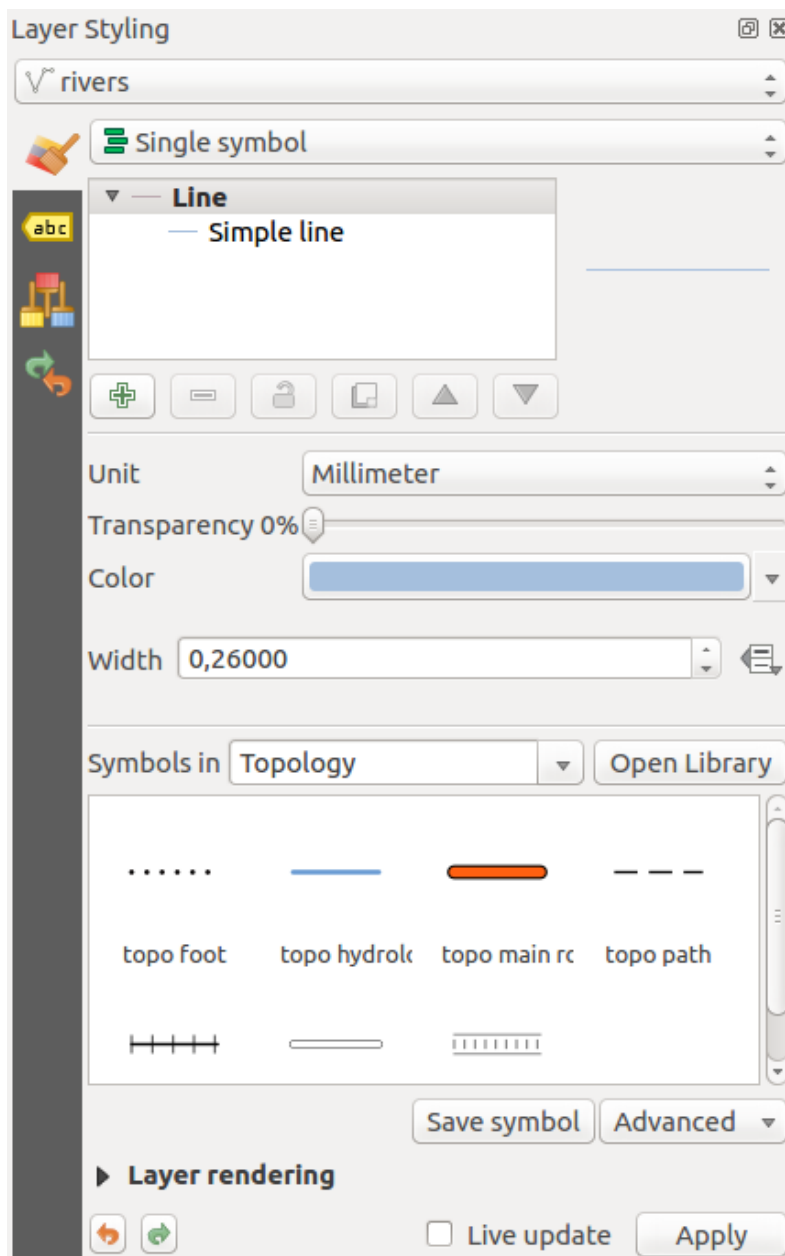 Layer Styling
rivers
Single symbol
abc
Line
Simple line
Unit
Millimeter
Transparency 0%
Color
Width
0,26000
Symbols in
Topology
Open Library
topo foot
topo hydrolo
topo main ro
topo path
Save symbol
Advanced
Layer rendering
Live update
Apply